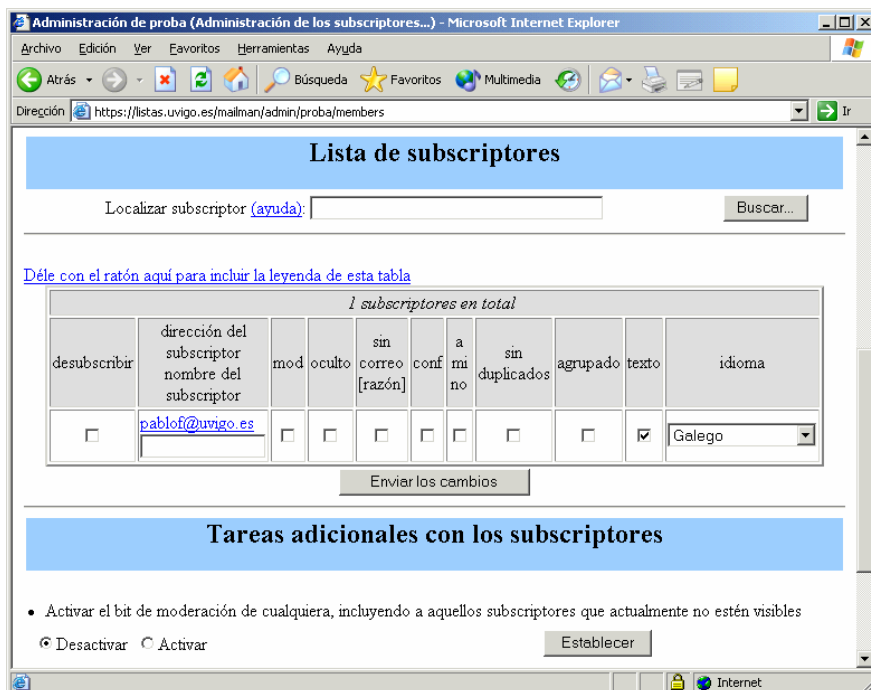 Administración de proba (Administración de los subscriptores...) - Microsoft Internet Explorer
Archivo Edición Ver Favoritos Herramientas Ayuda
Atrás Búsqueda Favoritos Multimedia
Dirección https://listas.uvigo.es/mailman/admin/proba/members Ir
Lista de subscriptores
Localizar subscriptor (ayuda): Buscar...
Déle con el ratón aquí para incluir la leyenda de esta tabla
1 subscriptores en total
desubscribir
dirección del
subscriptor
nombre del
subscriptor
mod
oculto
sin
correo
[razón]
conf
a
mi
no
sin
duplicados
agrupado
texto
idioma
pablof@uvigo.es
Galego
Enviar los cambios
Tareas adicionales con los subscriptores
Activar el bit de moderación de cualquiera, incluyendo a aquellos subscriptores que actualmente no estén visibles
Desactivar Activar Establecer
Internet